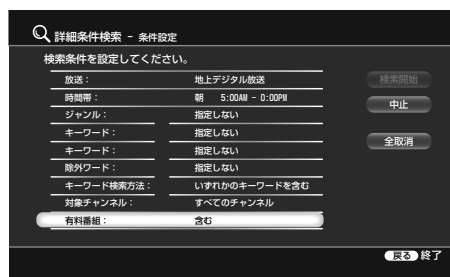 詳細条件検索 - 条件設定
検索条件を設定してください。
放送： 地上デジタル放送
時間帯： 朝 5:00AM - 0:00PM
ジャンル： 指定しない
キーワード： 指定しない
キーワード： 指定しない
除外ワード： 指定しない
キーワード検索方法： いずれかのキーワードを含む
対象チャンネル： すべてのチャンネル
有料番組： 含む
検索開始
中止
全取消
戻る 終了